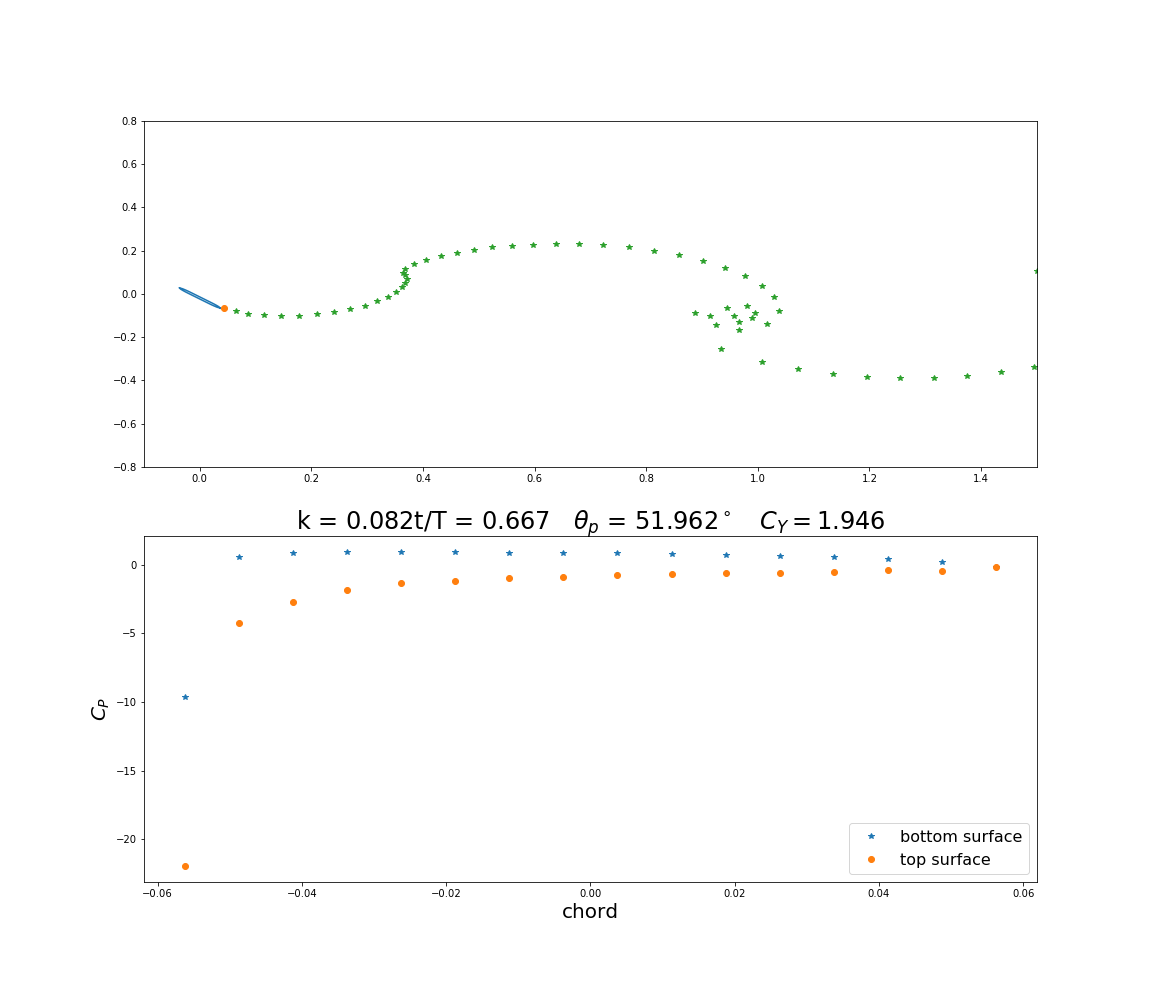 0.8
0.6
0.4
0.2
0.0
−0.2
−0.4
−0.6
−0.8
0.0 0.2 0.4 0.6 0.8 1.0 1.2 1.4
k = 0.082t/T = 0.667 θp = 51.962° CY = 1.946
0
−5
−10
−15
−20
CP
bottom surface
top surface
−0.06 −0.04 −0.02 0.00 0.02 0.04 0.06
chord